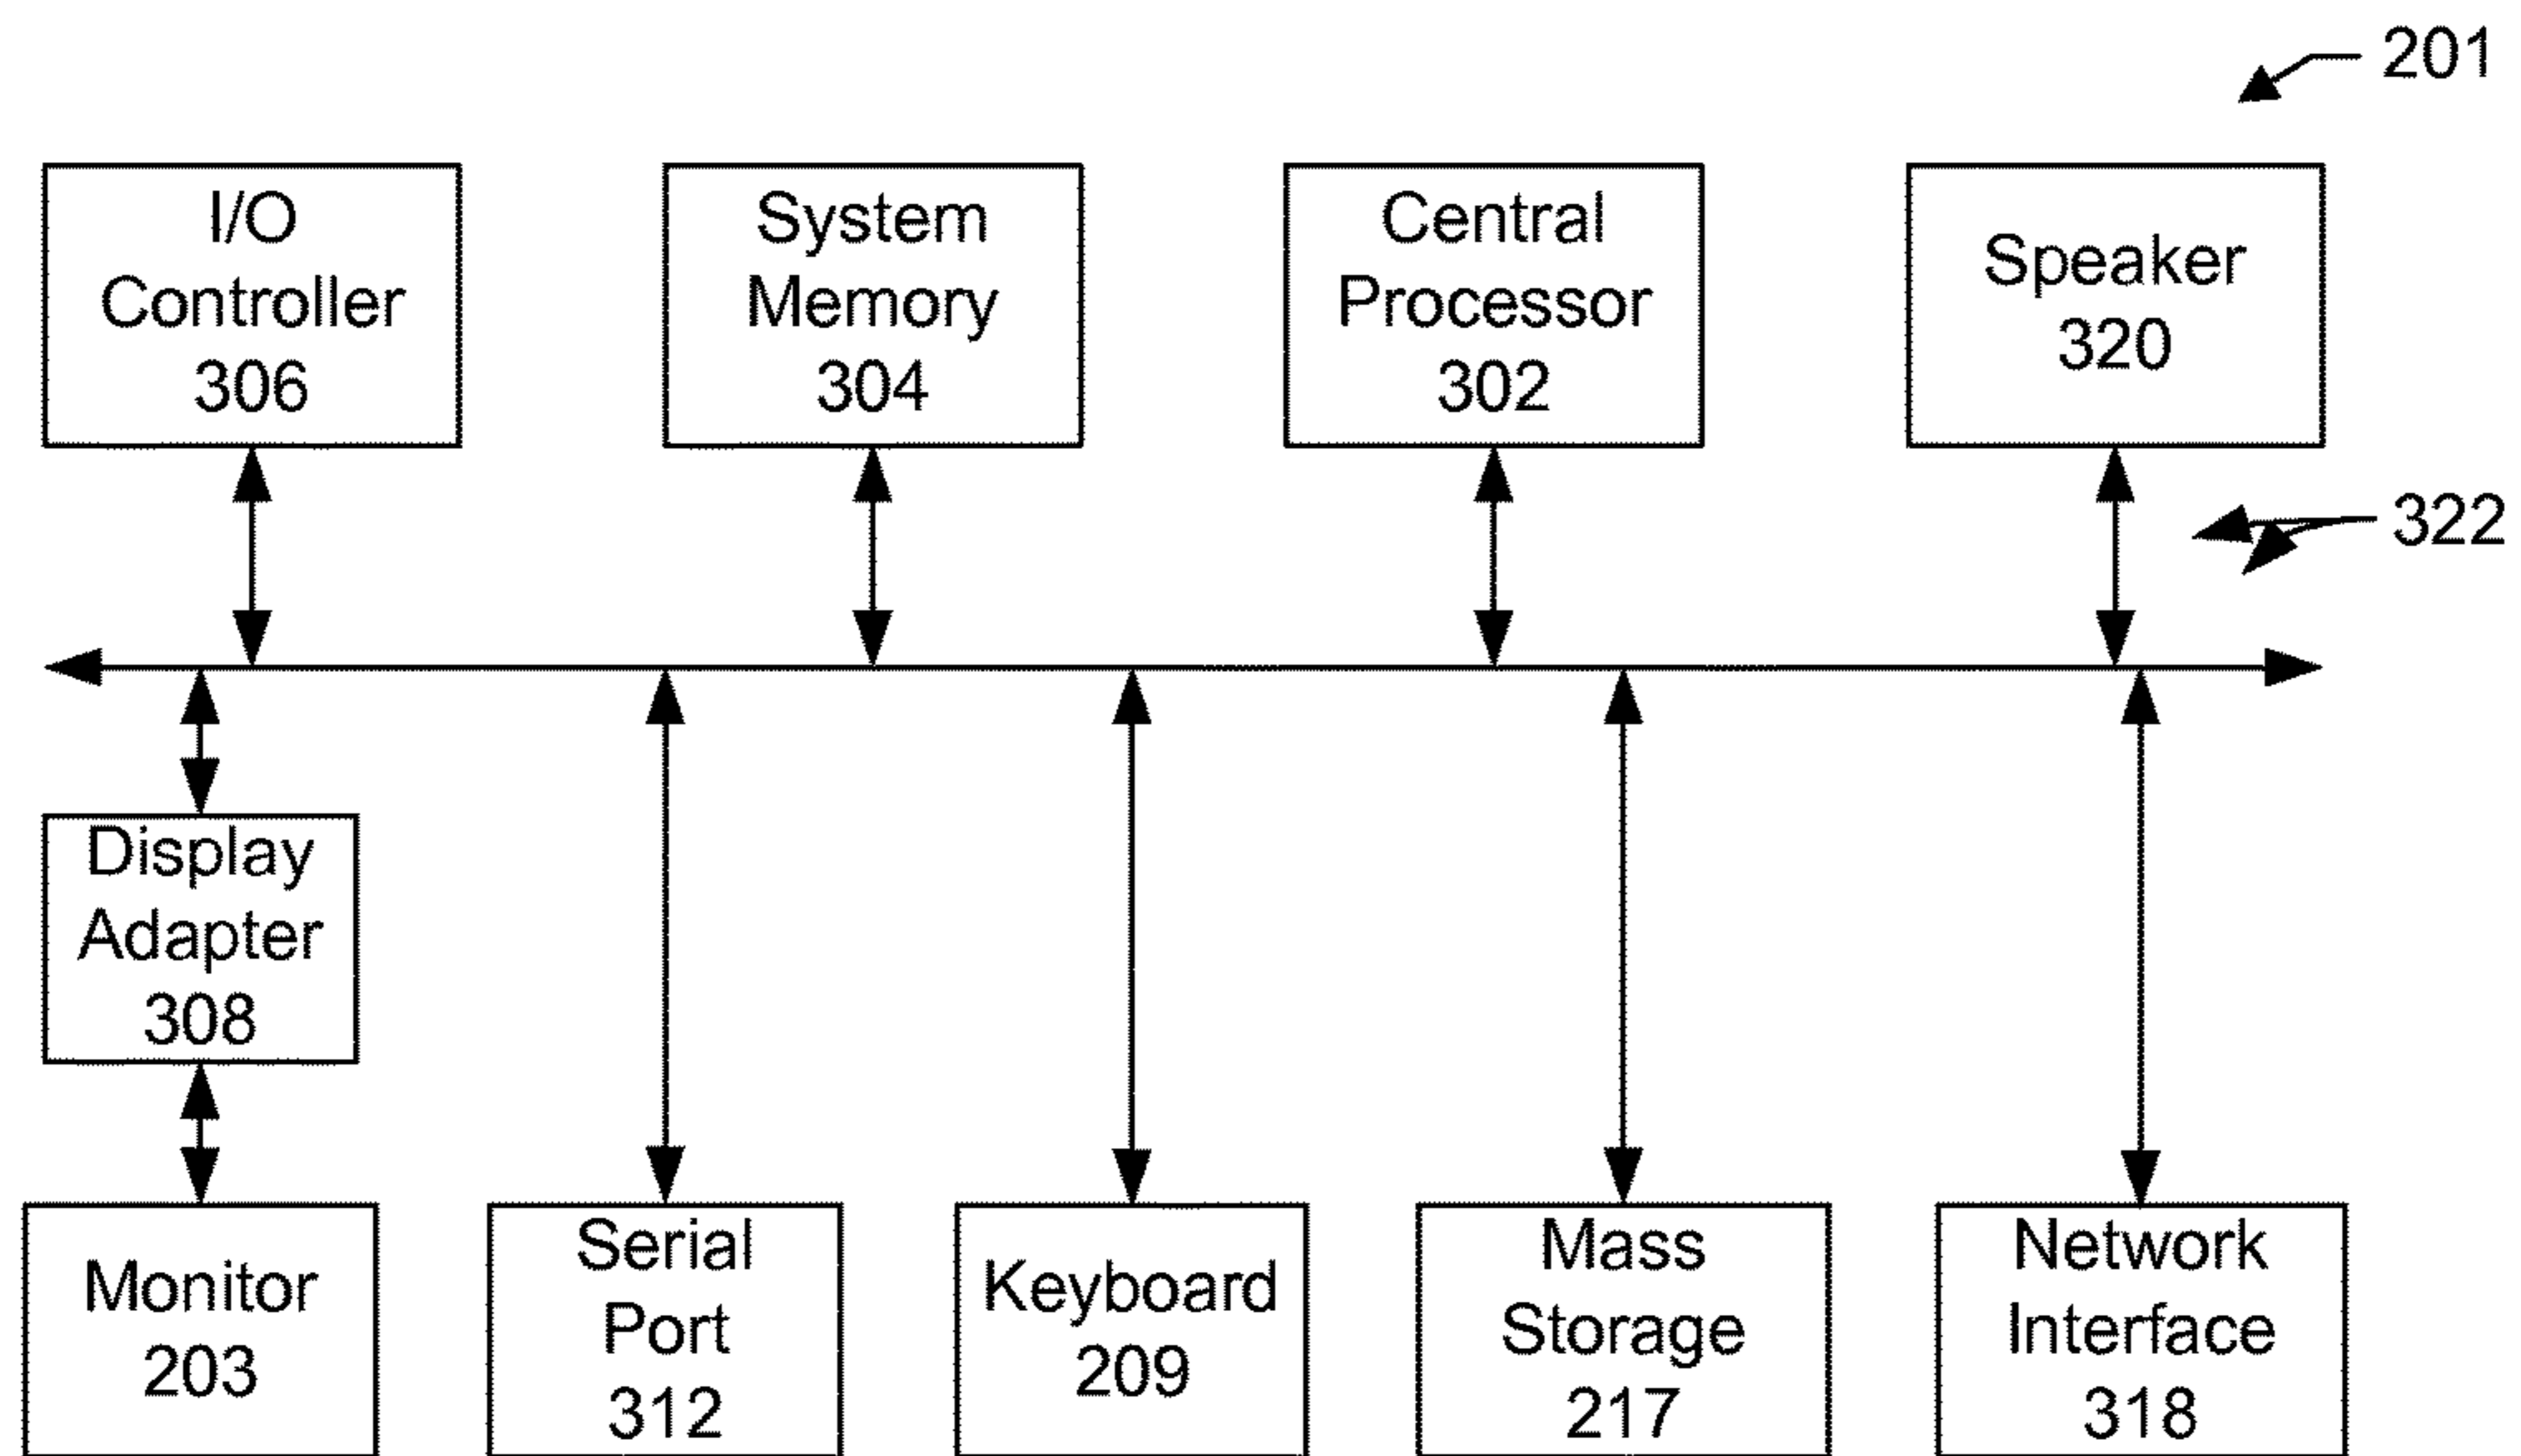 201
I/O
Controller
306
System
Memory
304
Central
Processor
302
Speaker
320
322
Display
Adapter
308
Monitor
203
Serial
Port
312
Keyboard
209
Mass
Storage
217
Network
Interface
318